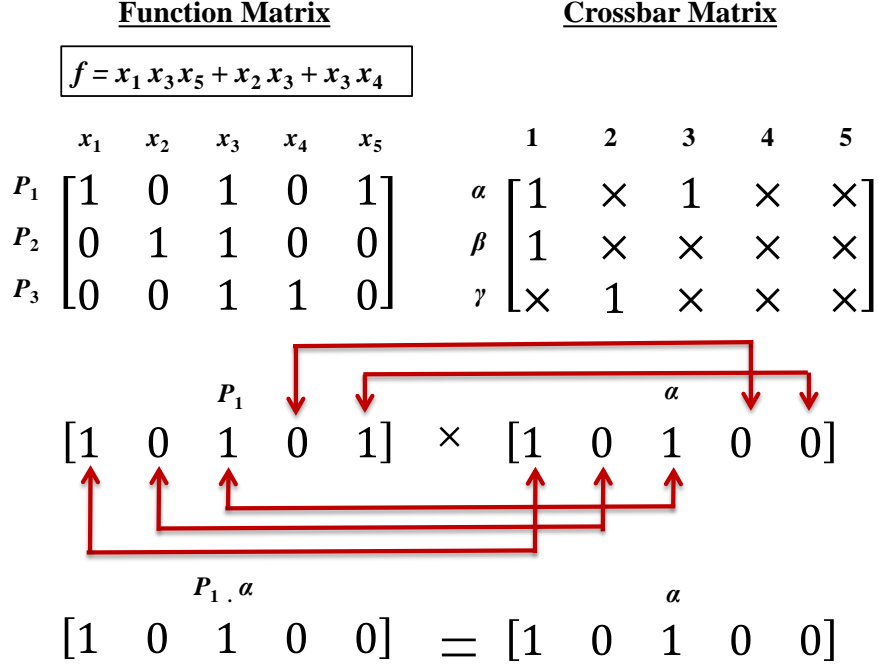 Function Matrix Crossbar Matrix
f = x₁ x₃ x₅ + x₂ x₃ + x₃ x₄
x₁ x₂ x₃ x₄ x₅ 1 2 3 4 5
P₁ [1 0 1 0 1] α [1 × 1 × ×]
P₂ [0 1 1 0 0] β [1 × × × ×]
P₃ [0 0 1 1 0] γ [× 1 × × ×]
P₁ α
[1 0 1 0 1] × [1 0 1 0 0]
P₁ . α α
[1 0 1 0 0] = [1 0 1 0 0]